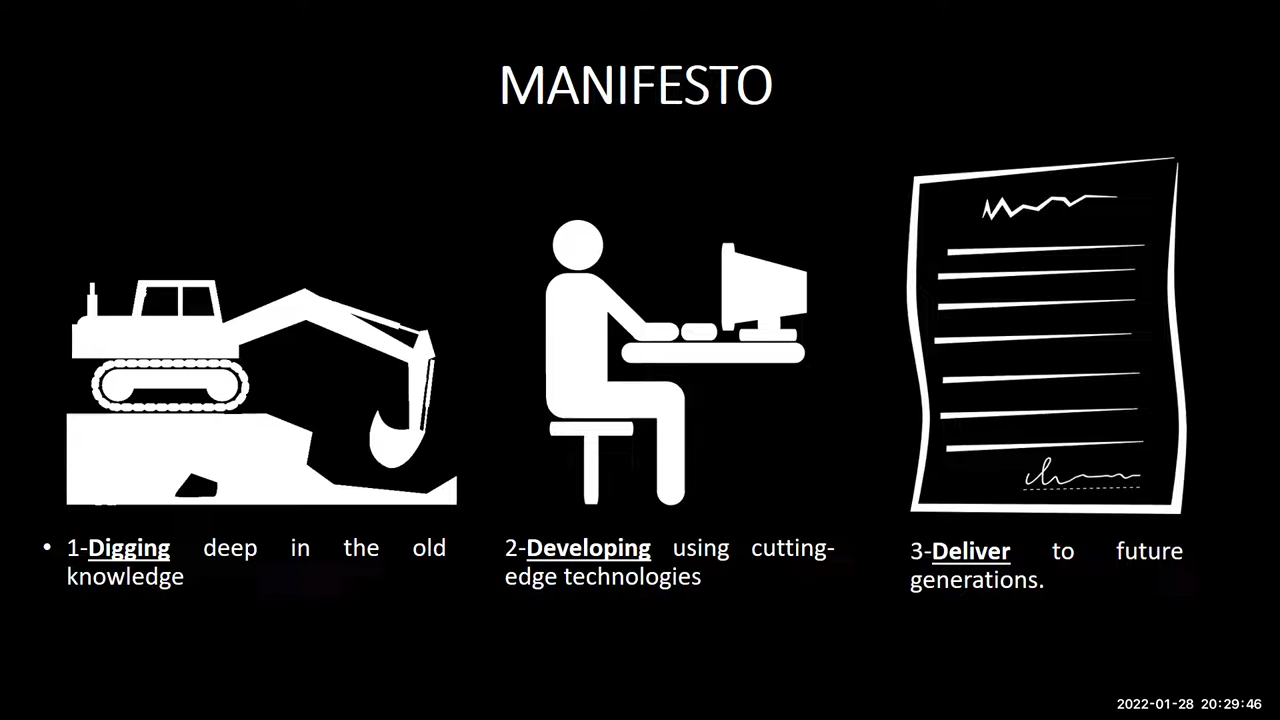 MANIFESTO
• 1-Digging deep in the old
knowledge
2-Developing using cutting-
edge technologies
3-Deliver to future
generations.
2022-01-28 20:29:46